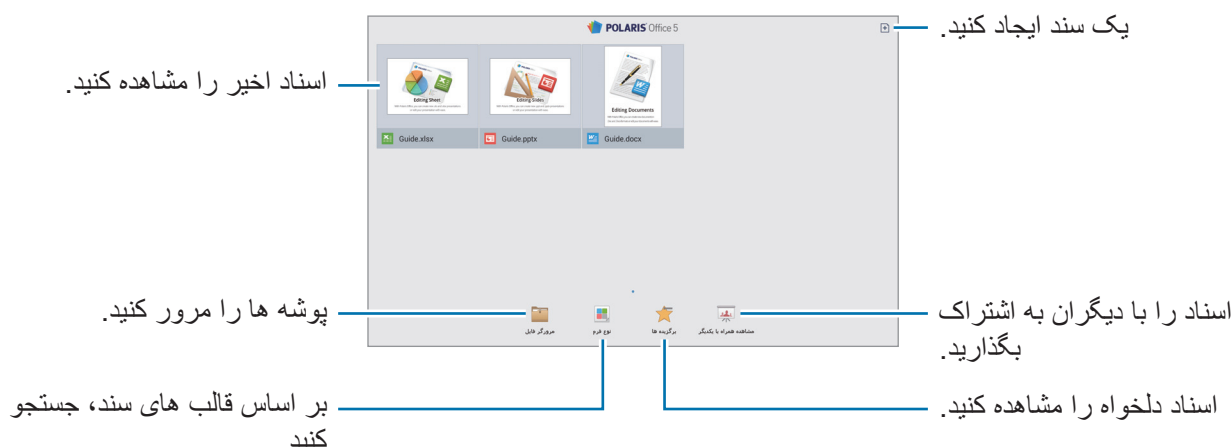 POLARIS Office 5
یک سند ایجاد کنید.
اسناد اخیر را مشاهده کنید.
Editing Sheet
Editing Slides
Editing Documents
Guide.xlsx
Guide.pptx
Guide.docx
پوشه ها را مرور کنید.
اسناد را با دیگران به اشتراک
بگذارید.
مشاهده همراه با یکدیگر
برگزیده ها
نوع فرم
مرورگر فایل
بر اساس قالب های سند، جستجو
کنید
اسناد دلخواه را مشاهده کنید.